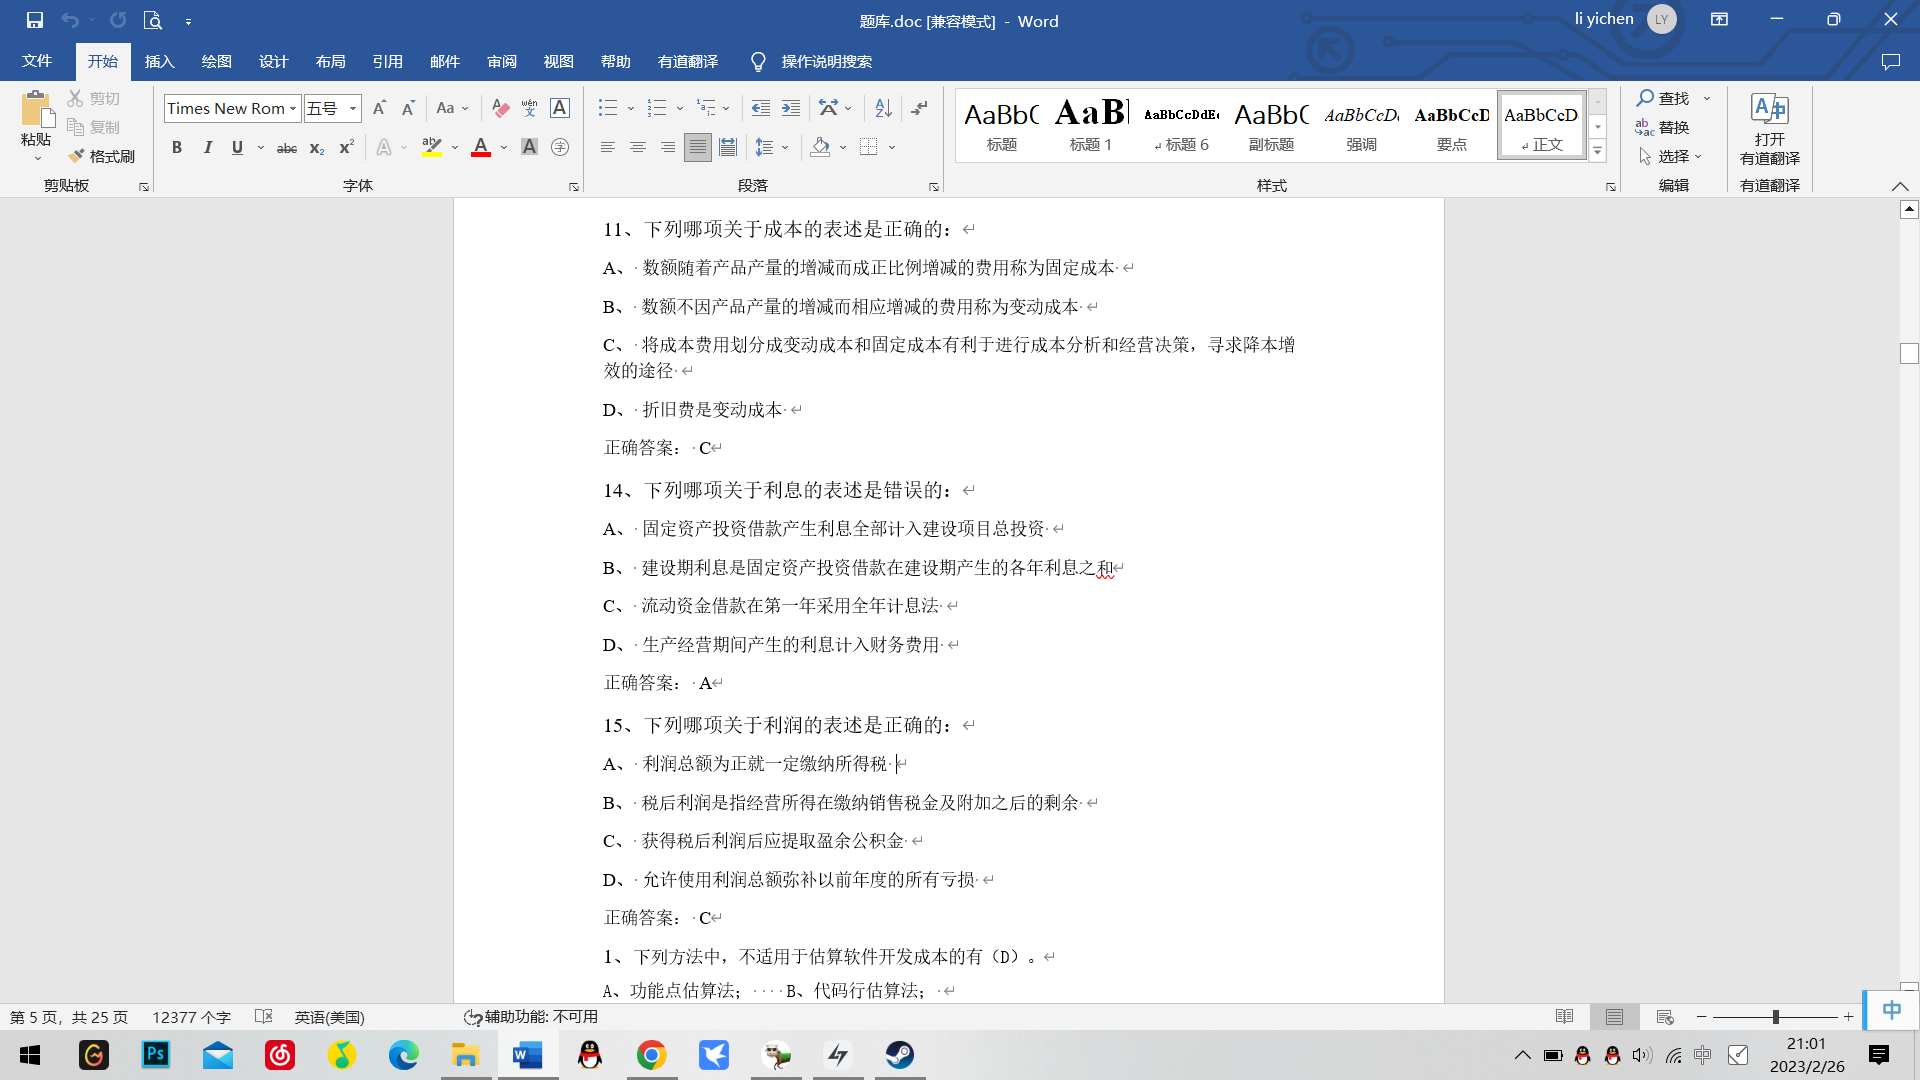 题库.doc [兼容模式] - Word
li yichen
LY
文件 开始 插入 绘图 设计 布局 引用 邮件 审阅 视图 帮助 有道翻译 操作说明搜索
粘贴
剪切
复制
格式刷
剪贴板
Times New Rom 五号
字体
段落
AaBbC 标题
AaBl 标题 1
AaBbCcDdEe 标题 6
AaBbC 副标题
AaBbCcD 强调
AaBbCcD 要点
AaBbCcD 正文
样式
查找
替换
选择
编辑
打开
有道翻译
有道翻译
11、下列哪项关于成本的表述是正确的：
A、 数额随着产品产量的增减而成正比例增减的费用称为固定成本
B、 数额不因产品产量的增减而相应增减的费用称为变动成本
C、 将成本费用划分成变动成本和固定成本有利于进行成本分析和经营决策，寻求降本增
效的途径
D、 折旧费是变动成本
正确答案： C
14、下列哪项关于利息的表述是错误的：
A、 固定资产投资借款产生利息全部计入建设项目总投资
B、 建设期利息是固定资产投资借款在建设期产生的各年利息之和
C、 流动资金借款在第一年采用全年计息法
D、 生产经营期间产生的利息计入财务费用
正确答案： A
15、下列哪项关于利润的表述是正确的：
A、 利润总额为正就一定缴纳所得税
B、 税后利润是指经营所得在缴纳销售税金及附加之后的剩余
C、 获得税后利润后应提取盈余公积金
D、 允许使用利润总额弥补以前年度的所有亏损
正确答案： C
1、下列方法中，不适用于估算软件开发成本的有（D）。
A、功能点估算法； B、代码行估算法；
第 5 页，共 25 页 12377 个字 英语(美国) 辅助功能: 不可用
中
21:01
2023/2/26